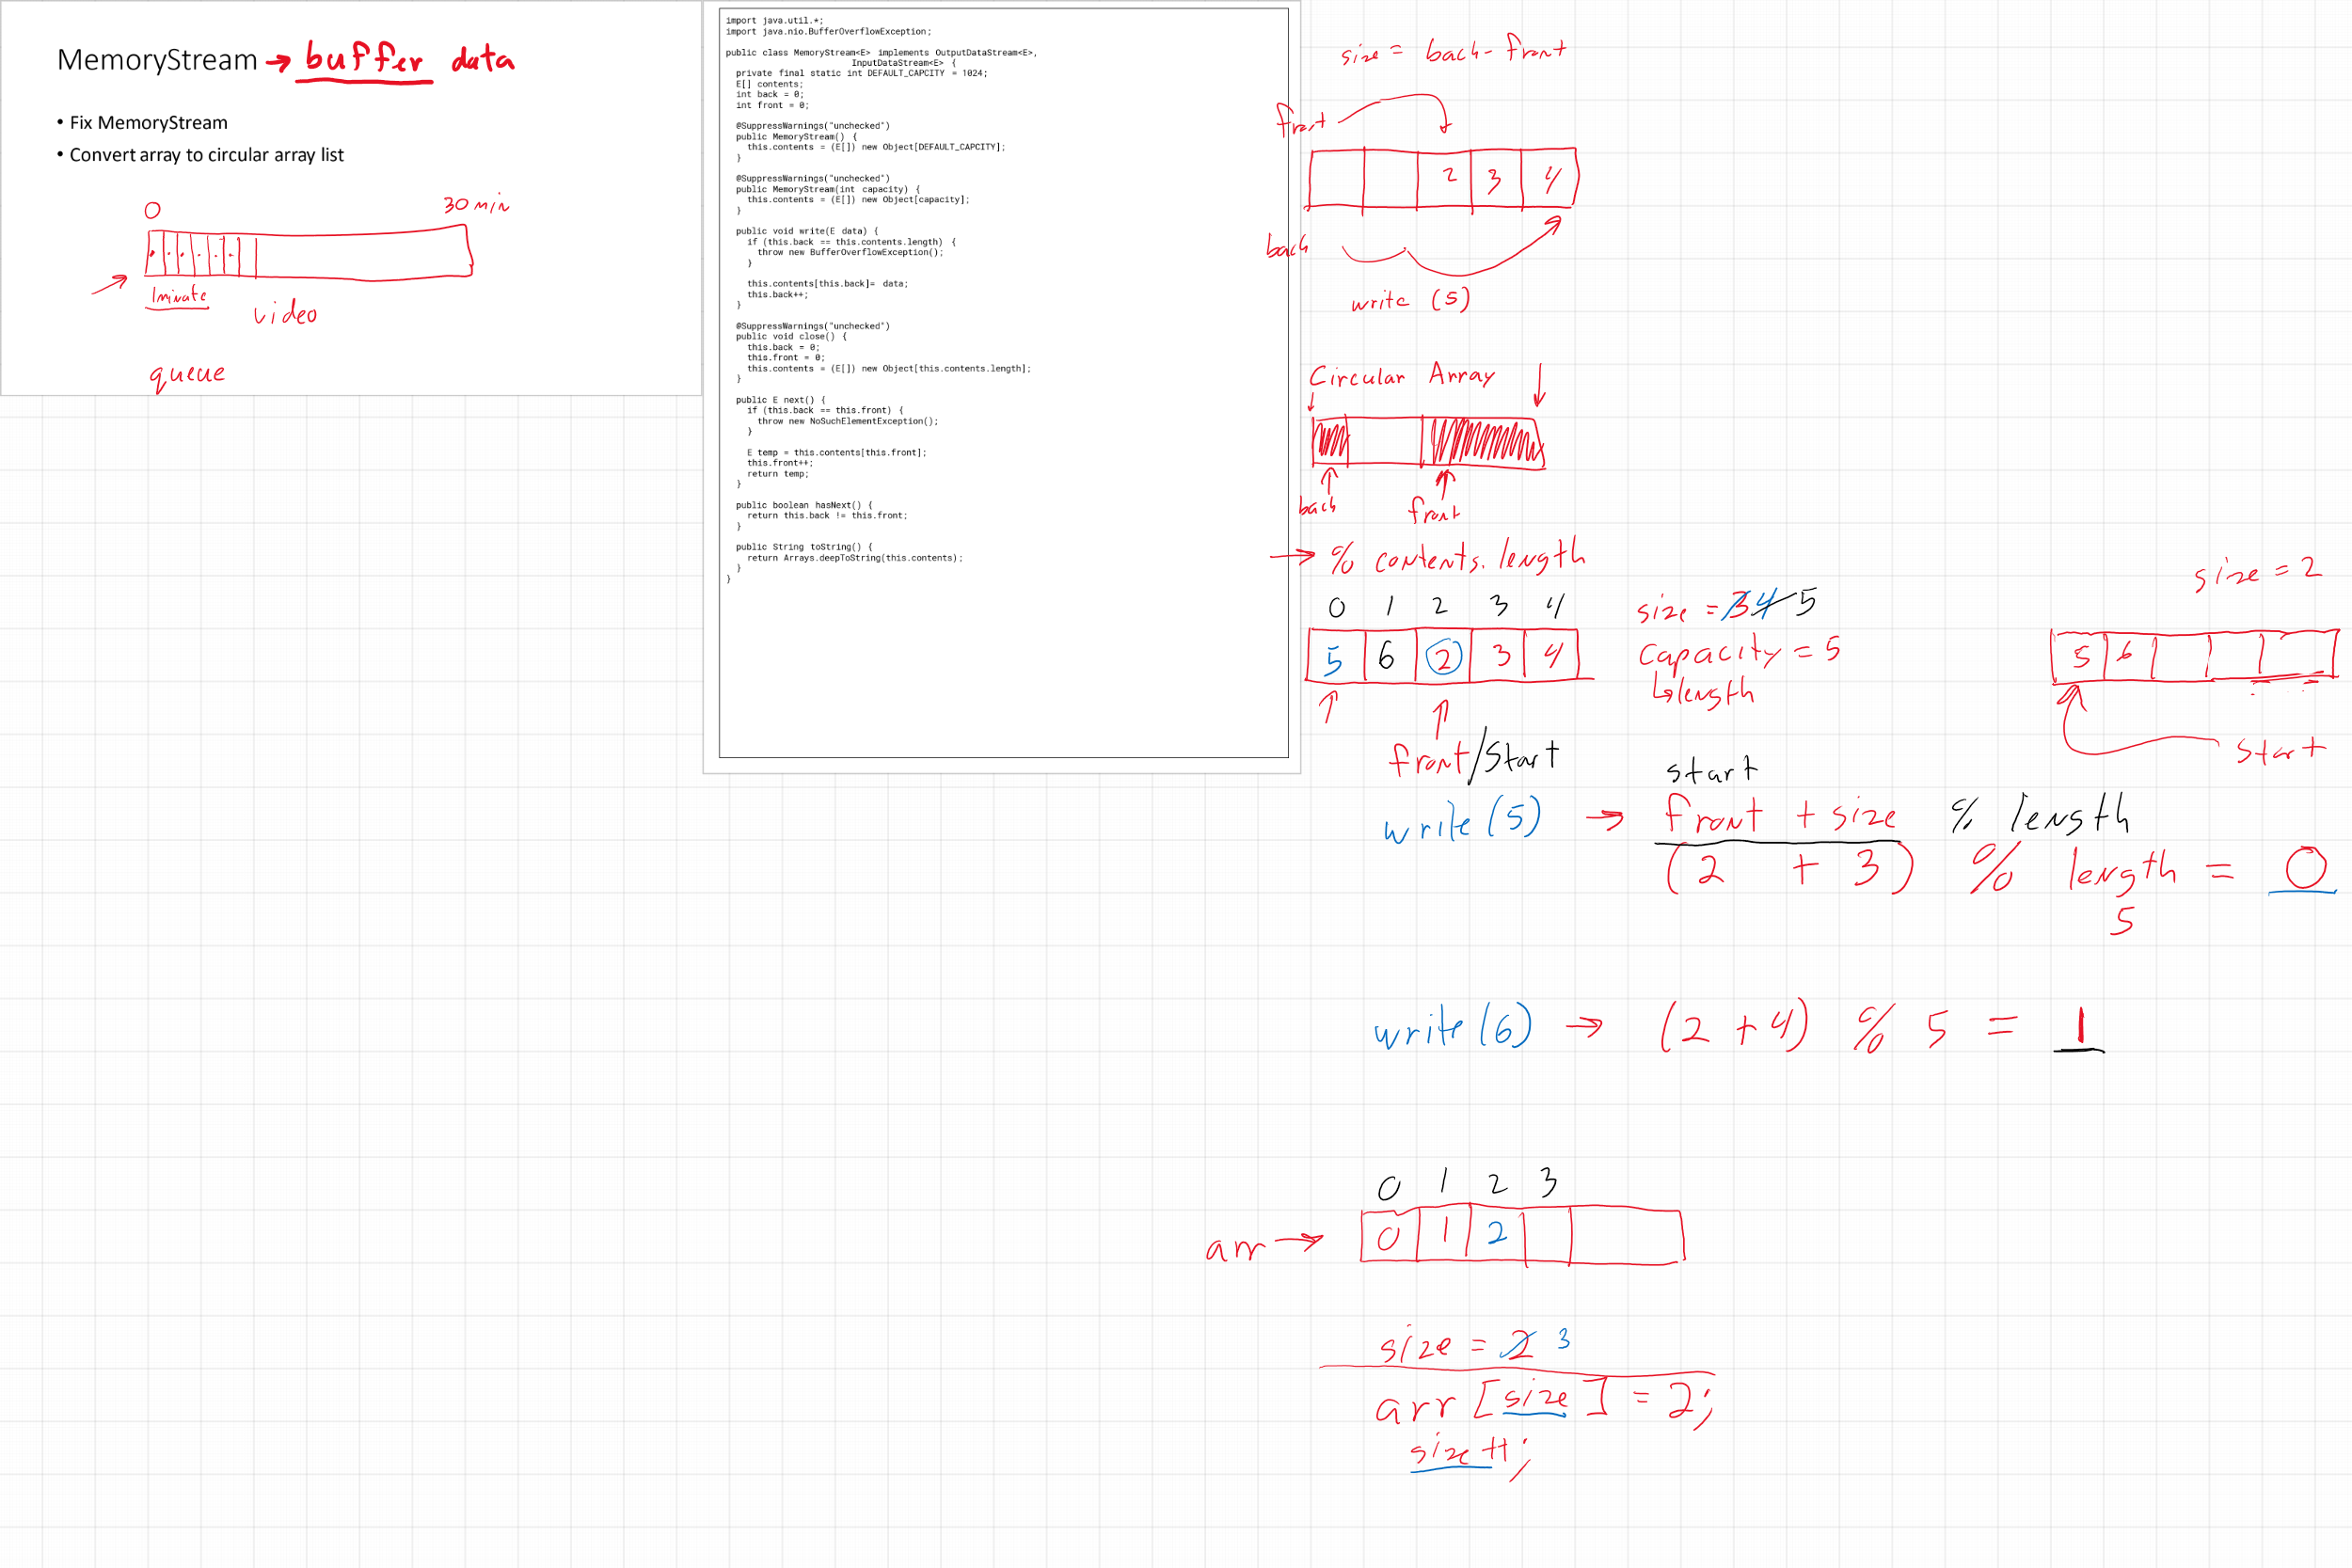 MemoryStream → buffer data
• Fix MemoryStream
• Convert array to circular array list
0 30 min
1 minute
video
queue
import java.util.*;
import java.nio.BufferOverflowException;
public class MemoryStream<E> implements OutputDataStream<E>,
InputDataStream<E> {
private final static int DEFAULT_CAPCITY = 1024;
E[] contents;
int back = 0;
int front = 0;
@SuppressWarnings("unchecked")
public MemoryStream() {
this.contents = (E[]) new Object[DEFAULT_CAPCITY];
}
@SuppressWarnings("unchecked")
public MemoryStream(int capacity) {
this.contents = (E[]) new Object[capacity];
}
public void write(E data) {
if (this.back == this.contents.length) {
throw new BufferOverflowException();
}
this.contents[this.back]= data;
this.back++;
}
@SuppressWarnings("unchecked")
public void close() {
this.back = 0;
this.front = 0;
this.contents = (E[]) new Object[this.contents.length];
}
public E next() {
if (this.back == this.front) {
throw new NoSuchElementException();
}
E temp = this.contents[this.front];
this.front++;
return temp;
}
public boolean hasNext() {
return this.back != this.front;
}
public String toString() {
return Arrays.deepToString(this.contents);
}
}
size = back - front
front
2 3 4
back
write (5)
Circular Array
back front
→ % contents.length
0 1 2 3 4
5 6 2 3 4
size = 3 4 5
capacity = 5
↳ length
front/Start
size = 2
5 6
start
start
write (5) → front + size % length
(2 + 3) % length = 0
5
write (6) → (2 + 4) % 5 = 1
0 1 2 3
arr → 0 1 2
size = 2 3
arr [size] = 2;
size ++;